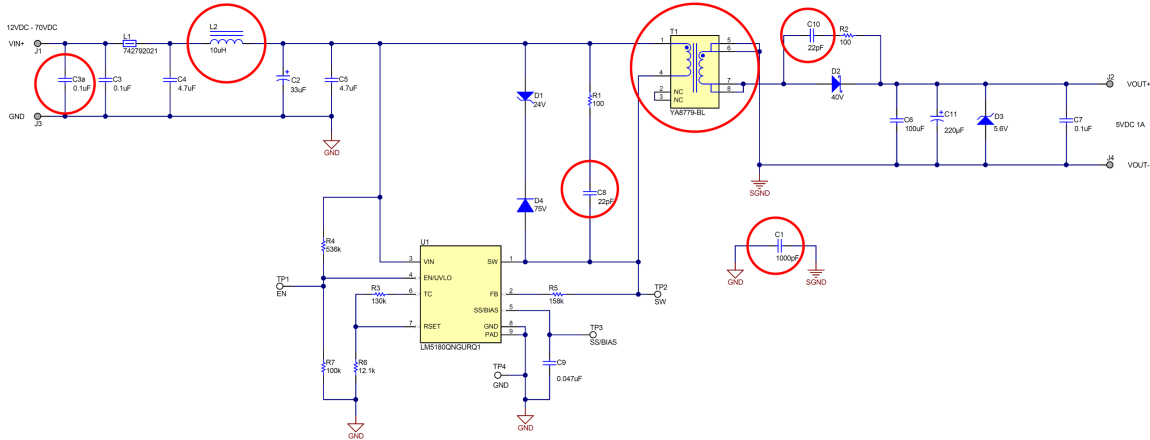 12VDC - 70VDC
VIN+
J1
L1
742792021
L2
10uH
C3a
0.1uF
C3
0.1uF
C4
4.7uF
C2
33uF
C5
4.7uF
GND
J3
GND
D1
24V
R1
100
D4
75V
C8
22pF
T1
1
4
2
3
NC
NC
5
6
7
8
YA8779-BL
C10
22pF
R2
100
D2
40V
C6
100uF
C11
220µF
D3
5.6V
C7
0.1uF
J2
VOUT+
5VDC 1A
J4
VOUT-
SGND
C1
1000pF
GND
SGND
R4
536k
TP1
EN
R3
130k
R7
100k
R6
12.1k
GND
U1
3
VIN
4
EN/UVLO
6
TC
7
RSET
SW
1
FB
2
SS/BIAS
5
GND
8
PAD
9
LM5180QNGURQ1
R5
158k
TP2
SW
TP3
SS/BIAS
TP4
GND
C9
0.047uF
GND